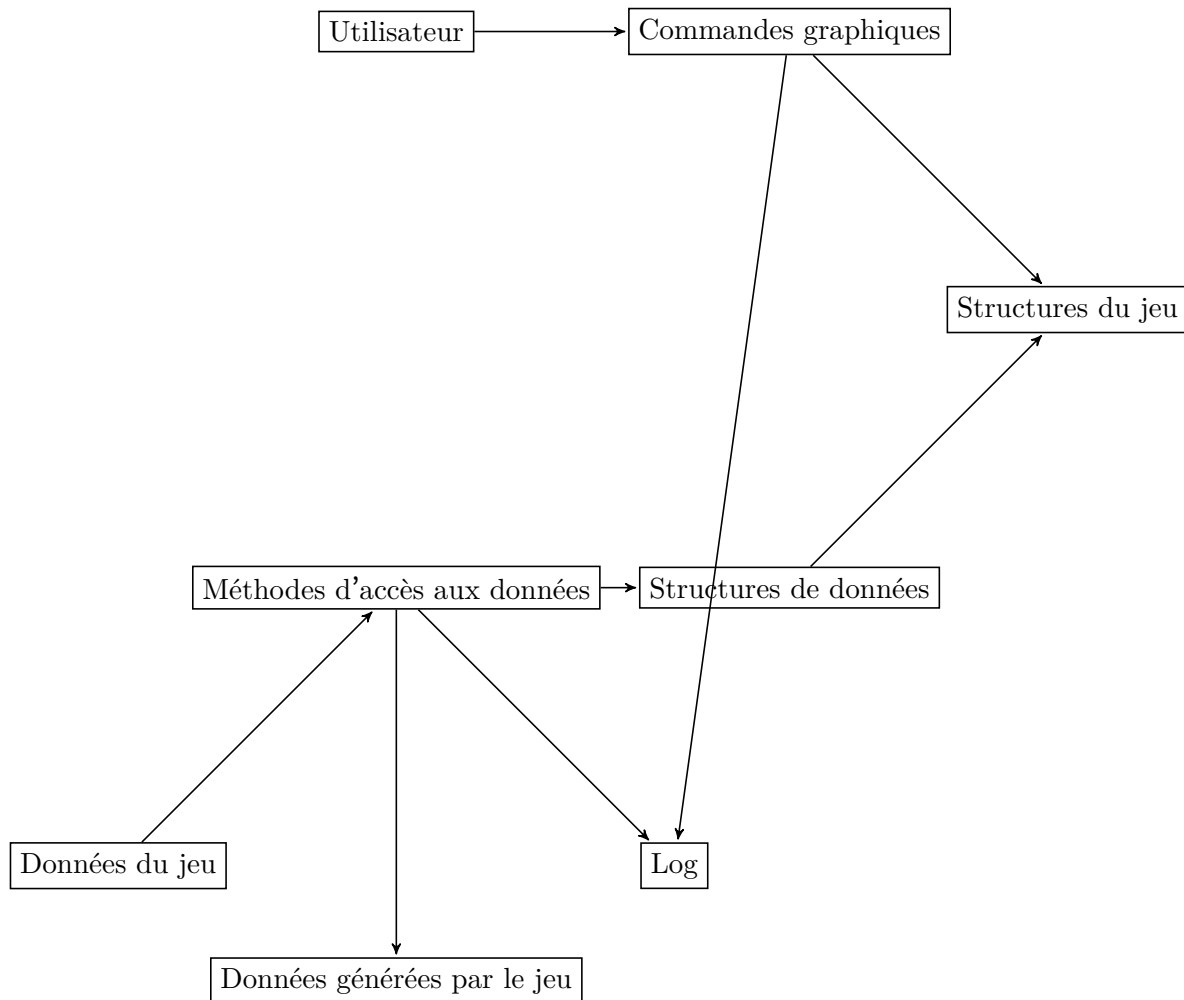 Utilisateur
Commandes graphiques
Structures du jeu
Méthodes d'accès aux données
Structures de données
Données du jeu
Log
Données générées par le jeu